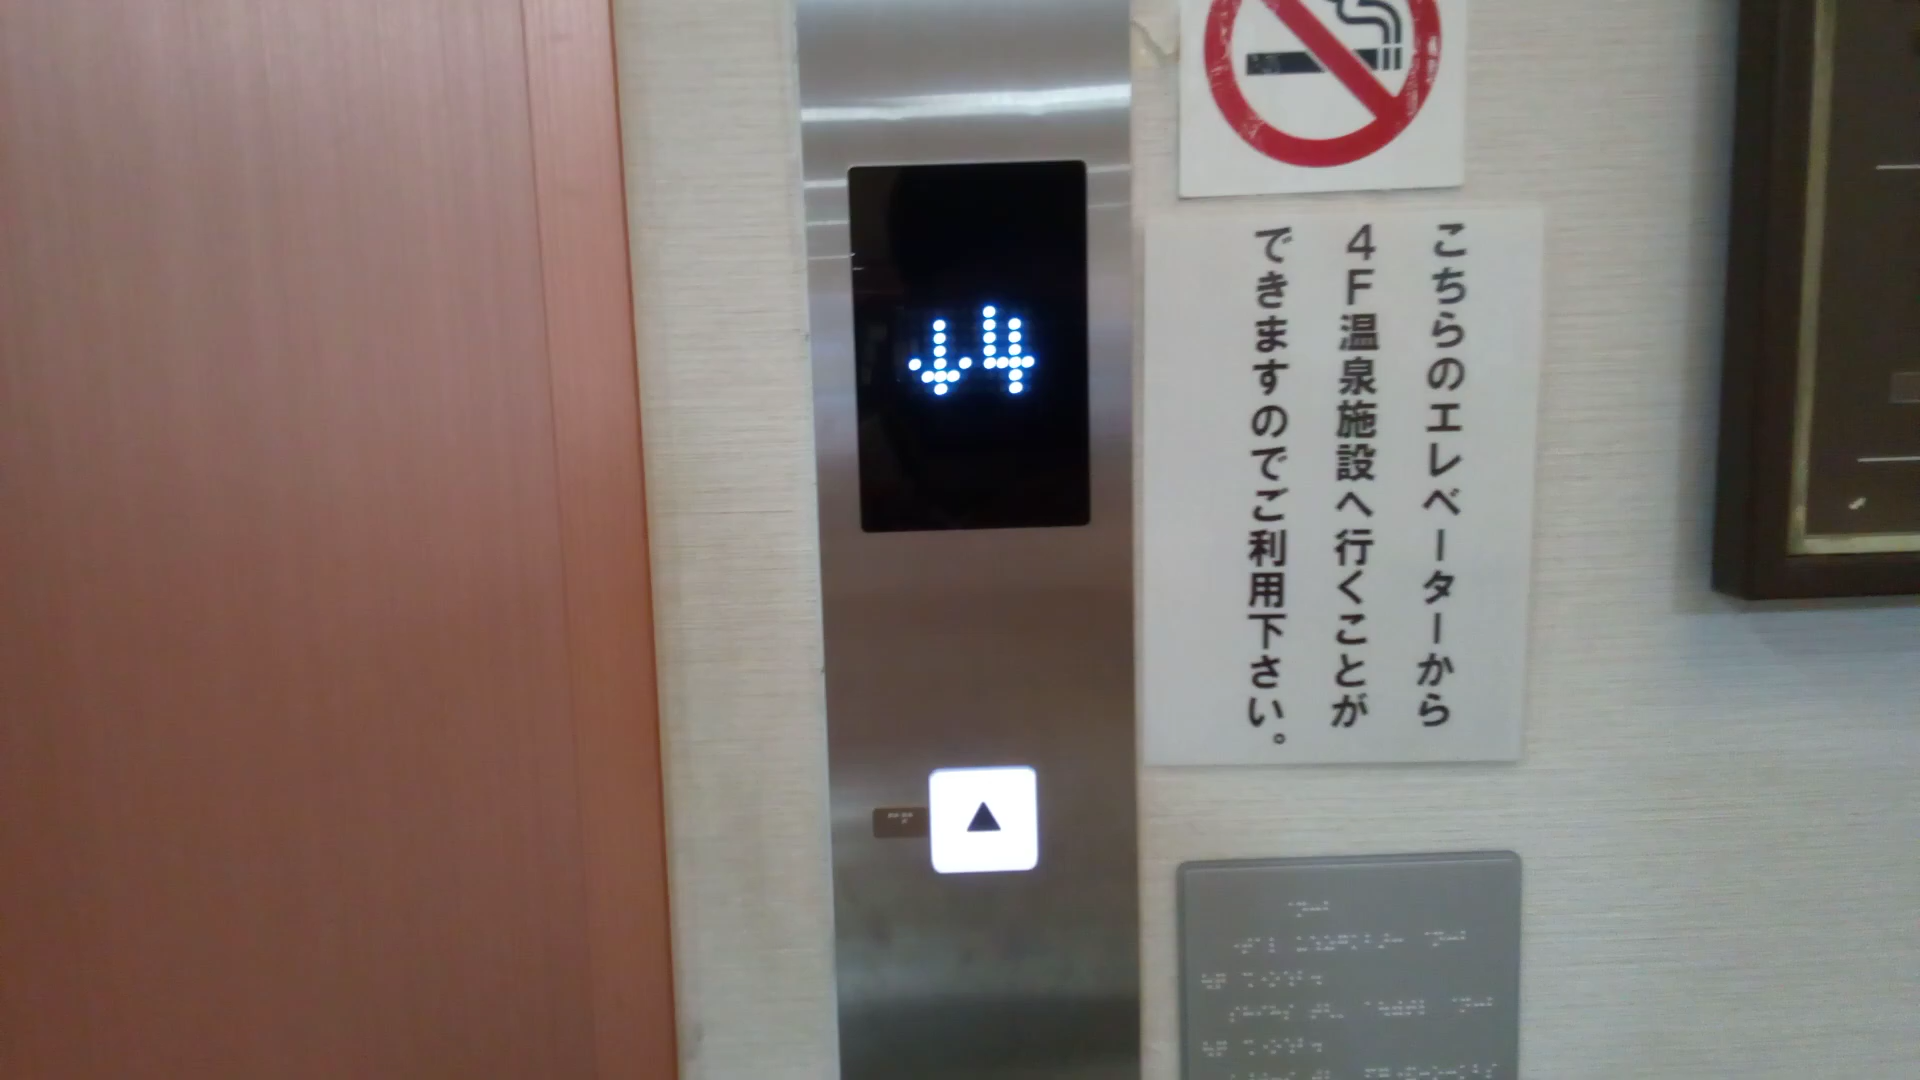 ↓4
こちらのエレベーターから
4F温泉施設へ行くことが
できますのでご利用下さい。
▲